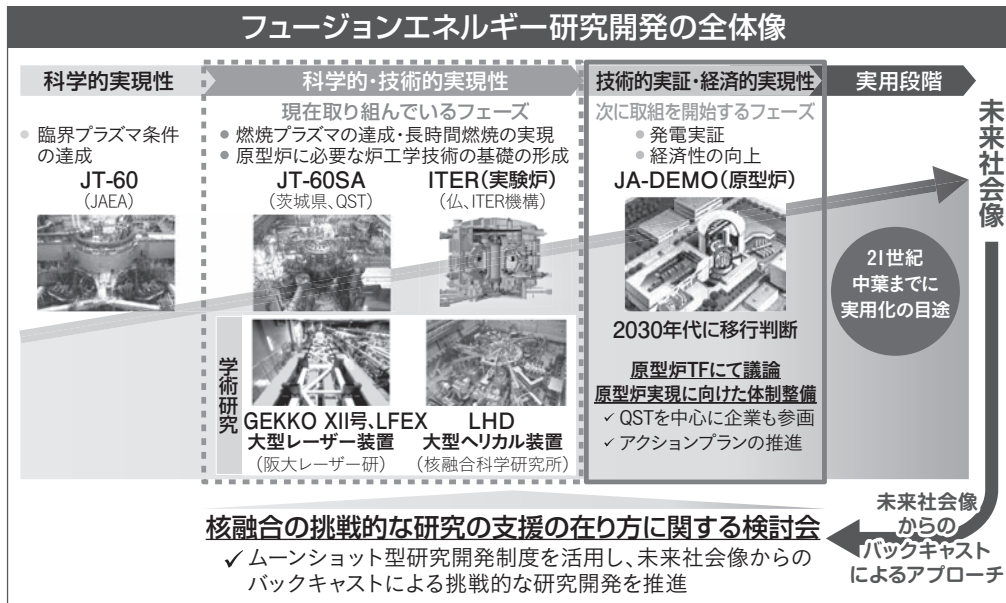 フュージョンエネルギー研究開発の全体像
科学的実現性
科学的・技術的実現性
技術的実証・経済的実現性
実用段階
現在取り組んでいるフェーズ
次に取組を開始するフェーズ
● 臨界プラズマ条件
の達成
JT-60
(JAEA)
● 燃焼プラズマの達成・長時間燃焼の実現
● 原型炉に必要な炉工学技術の基礎の形成
JT-60SA
(茨城県、QST)
ITER(実験炉)
(仏、ITER機構)
学術研究
GEKKO XII号、LFEX
大型レーザー装置
(阪大レーザー研)
LHD
大型ヘリカル装置
(核融合科学研究所)
● 発電実証
● 経済性の向上
JA-DEMO(原型炉)
2030年代に移行判断
原型炉TFにて議論
原型炉実現に向けた体制整備
✓ QSTを中心に企業も参画
✓ アクションプランの推進
21世紀
中葉までに
実用化の目途
未来社会像
未来社会像
からの
バックキャスト
によるアプローチ
核融合の挑戦的な研究の支援の在り方に関する検討会
✓ ムーンショット型研究開発制度を活用し、未来社会像からの
バックキャストによる挑戦的な研究開発を推進